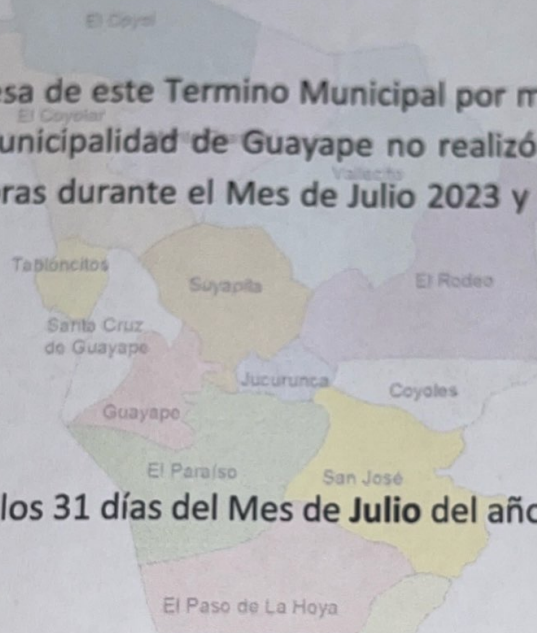 El Coyol
sa de este Termino Municipal por m
El Coyolar
unicipalidad de Guayape no realizó
Vallecito
ras durante el Mes de Julio 2023 y
Tabloncitos
Suyapita
El Rodeo
Santa Cruz
de Guayape
Jucurunca
Coyoles
Guayape
El Paraíso
San José
los 31 días del Mes de Julio del año
El Paso de La Hoya